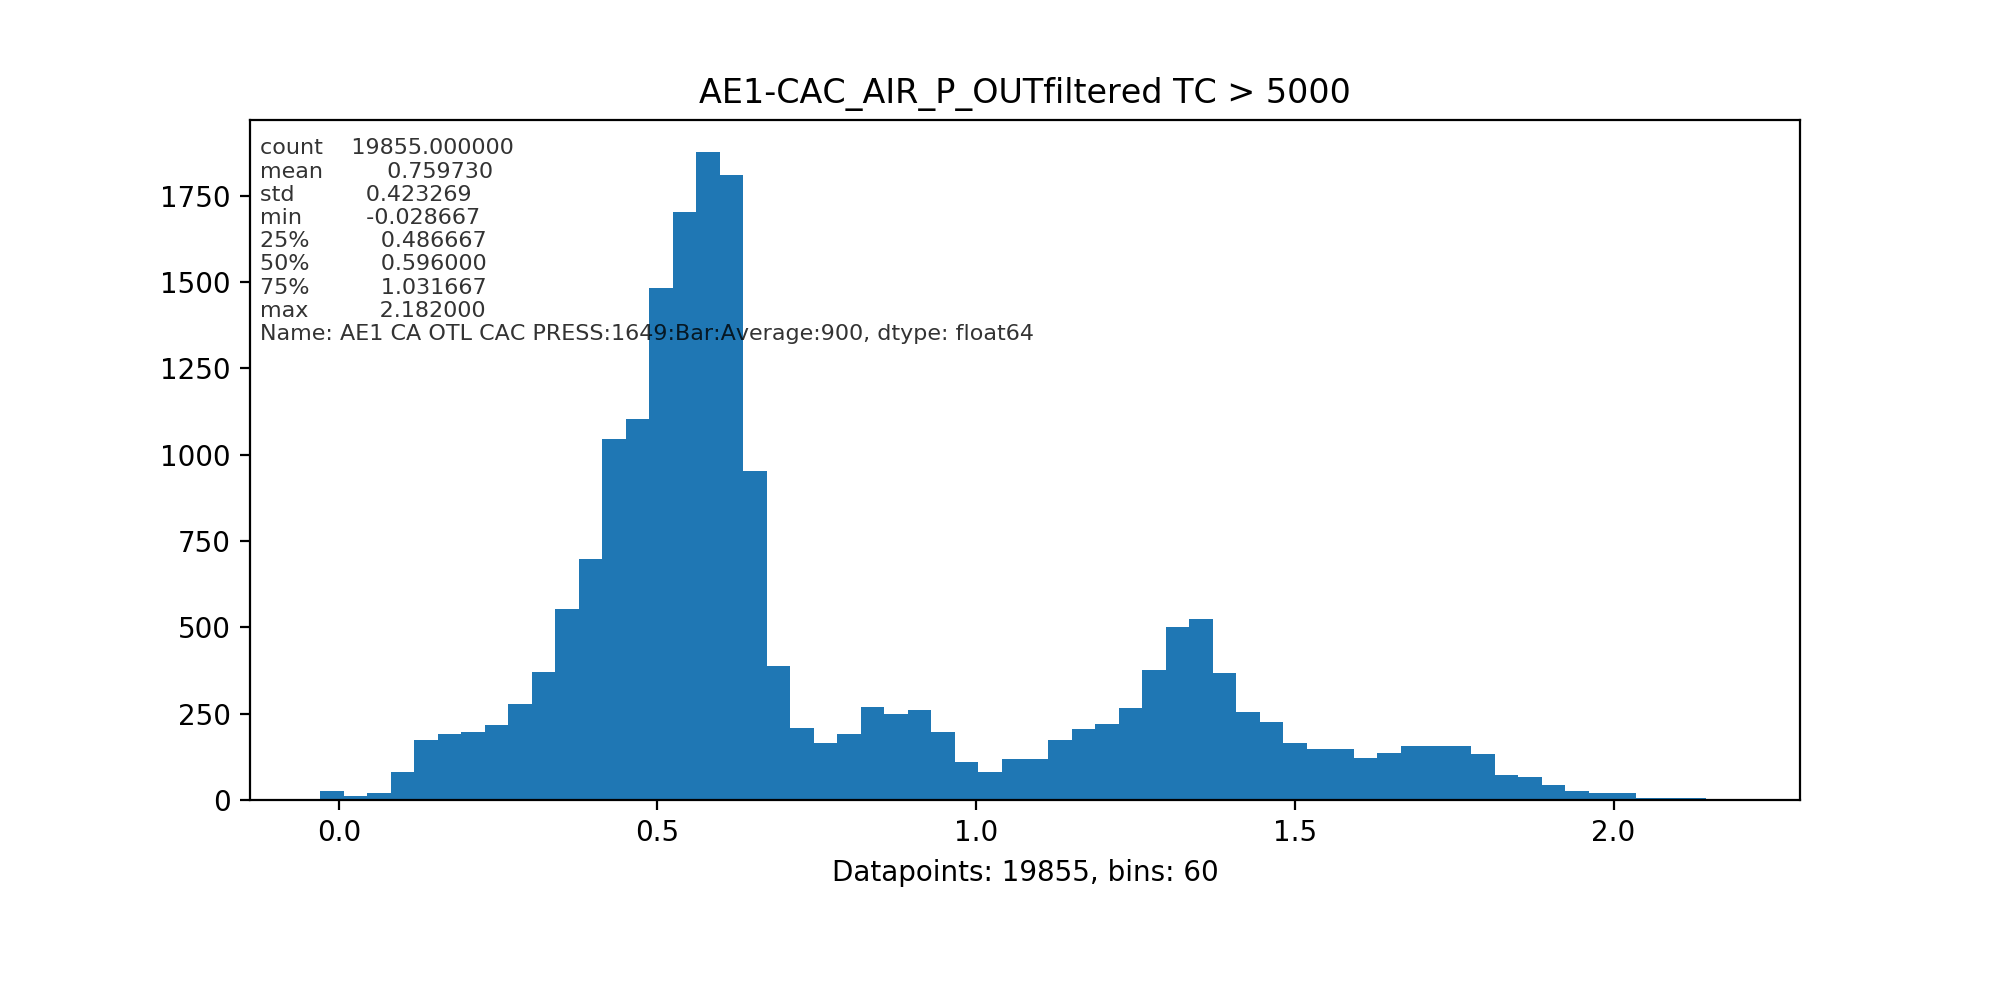 AE1-CAC_AIR_P_OUTfiltered TC > 5000
count 19855.000000
mean 0.759730
std 0.423269
min -0.028667
25% 0.486667
50% 0.596000
75% 1.031667
max 2.182000
Name: AE1 CA OTL CAC PRESS:1649:Bar:Average:900, dtype: float64
1750
1500
1250
1000
750
500
250
0
0.0 0.5 1.0 1.5 2.0
Datapoints: 19855, bins: 60